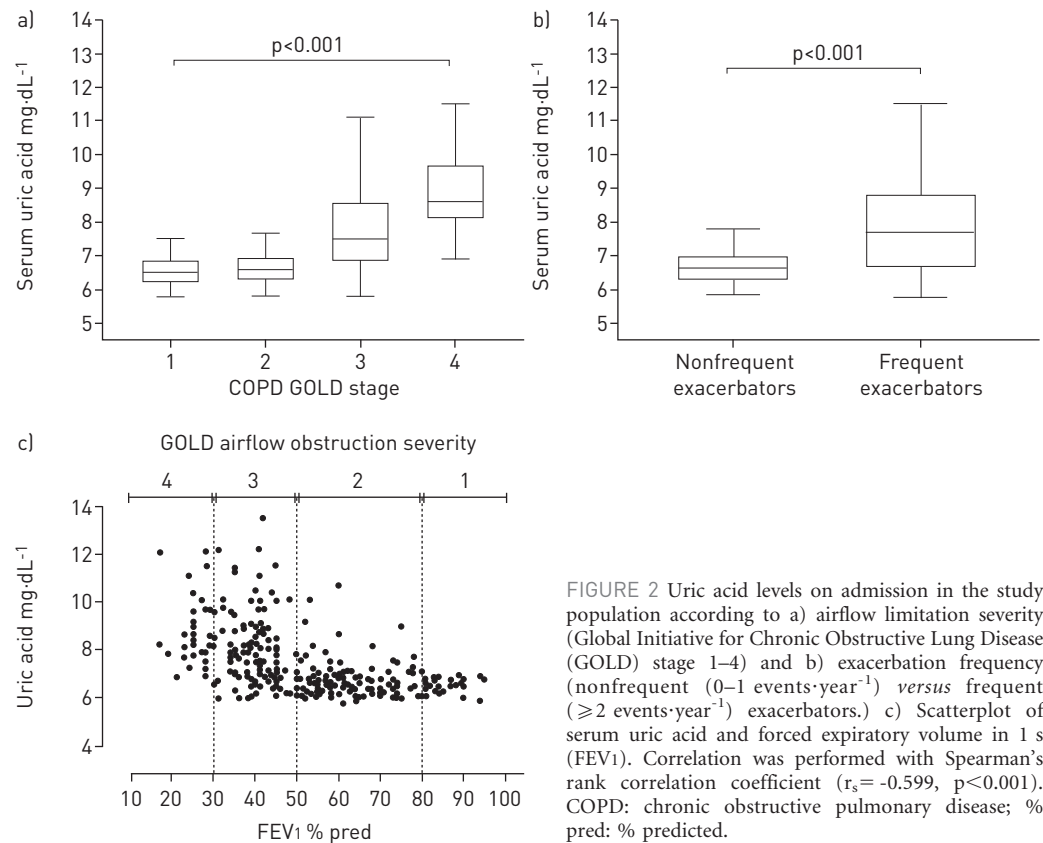 a)
14
13
12
11
10
9
8
7
6
5
Serum uric acid mg·dL-1
p<0.001
1 2 3 4
COPD GOLD stage
b)
14
13
12
11
10
9
8
7
6
5
Serum uric acid mg·dL-1
p<0.001
Nonfrequent
exacerbators
Frequent
exacerbators
c)
GOLD airflow obstruction severity
4 3 2 1
14
12
10
8
6
4
Uric acid mg·dL-1
10 20 30 40 50 60 70 80 90 100
FEV1 % pred
FIGURE 2 Uric acid levels on admission in the study
population according to a) airflow limitation severity
(Global Initiative for Chronic Obstructive Lung Disease
(GOLD) stage 1–4) and b) exacerbation frequency
(nonfrequent (0–1 events·year-1) versus frequent
(⩾2 events·year-1) exacerbators.) c) Scatterplot of
serum uric acid and forced expiratory volume in 1 s
(FEV1). Correlation was performed with Spearman's
rank correlation coefficient (rs= -0.599, p<0.001).
COPD: chronic obstructive pulmonary disease; %
pred: % predicted.